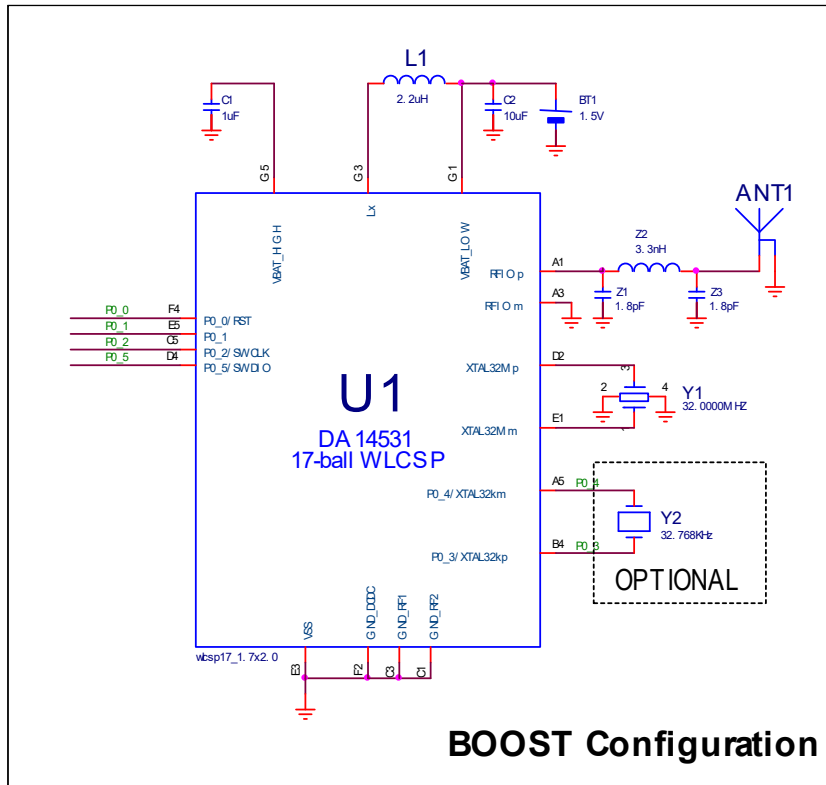 L1
2.2uH
C1
1uF
C2
10uF
BT1
1.5V
G5
G3
G1
VBAT_HIGH
Lx
VBAT_LOW
ANT1
Z2
3.3nH
A1
RFIOp
Z1
1.8pF
Z3
1.8pF
A3
RFIOm
P0_0
F4
P0_0/RST
P0_1
E5
P0_1
P0_2
C5
P0_2/SWCLK
P0_5
D4
P0_5/SWDIO
D2
XTAL32Mp
3
2
4
Y1
32.0000MHZ
1
E1
XTAL32Mm
U1
DA14531
17-ball WLCSP
A5
P0_4
P0_4/XTAL32km
Y2
32.768KHz
B4
P0_3
P0_3/XTAL32kp
OPTIONAL
VSS
GND_DCDC
GND_RF1
GND_RF2
wlcsp17_1.7x2.0
E3
F2
C3
C1
BOOST Configuration